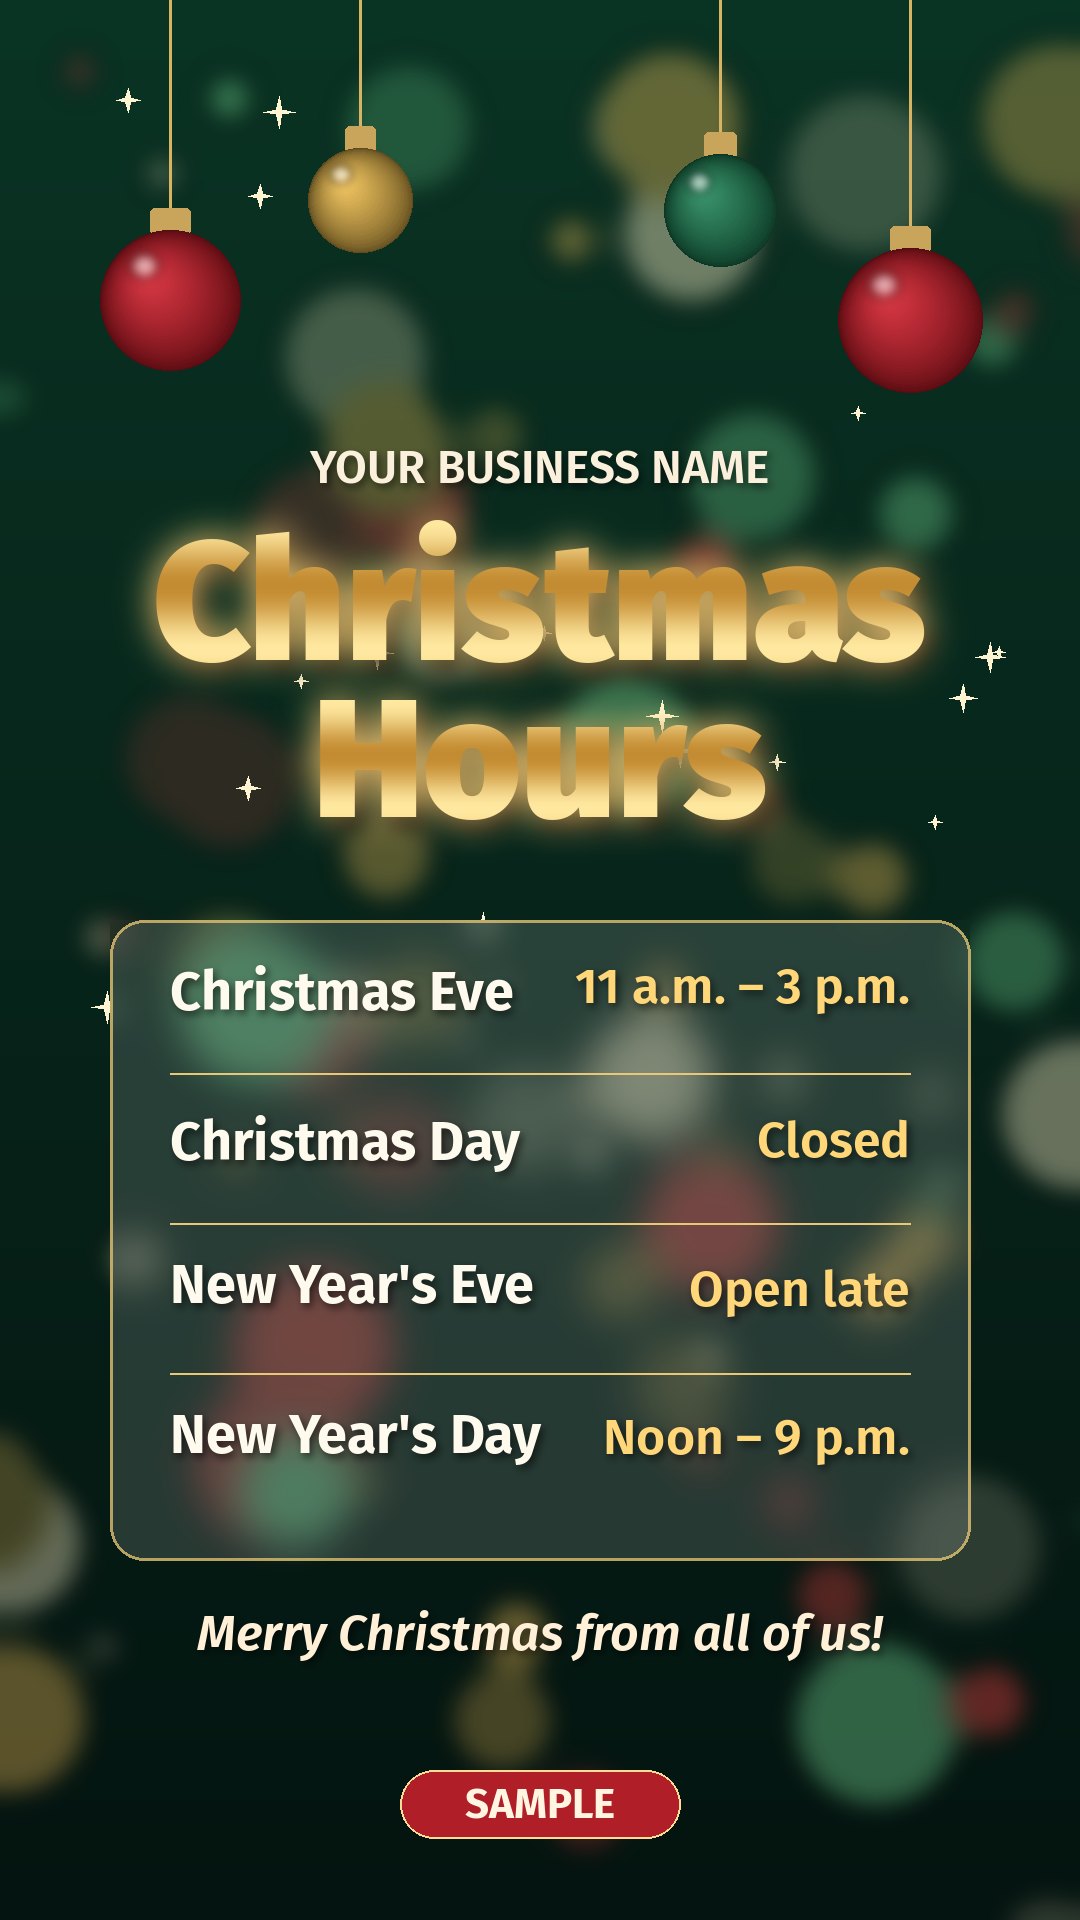 YOUR BUSINESS NAME
Christmas
Hours
Christmas Eve 11 a.m. – 3 p.m.
Christmas Day Closed
New Year's Eve Open late
New Year's Day Noon – 9 p.m.
Merry Christmas from all of us!
SAMPLE